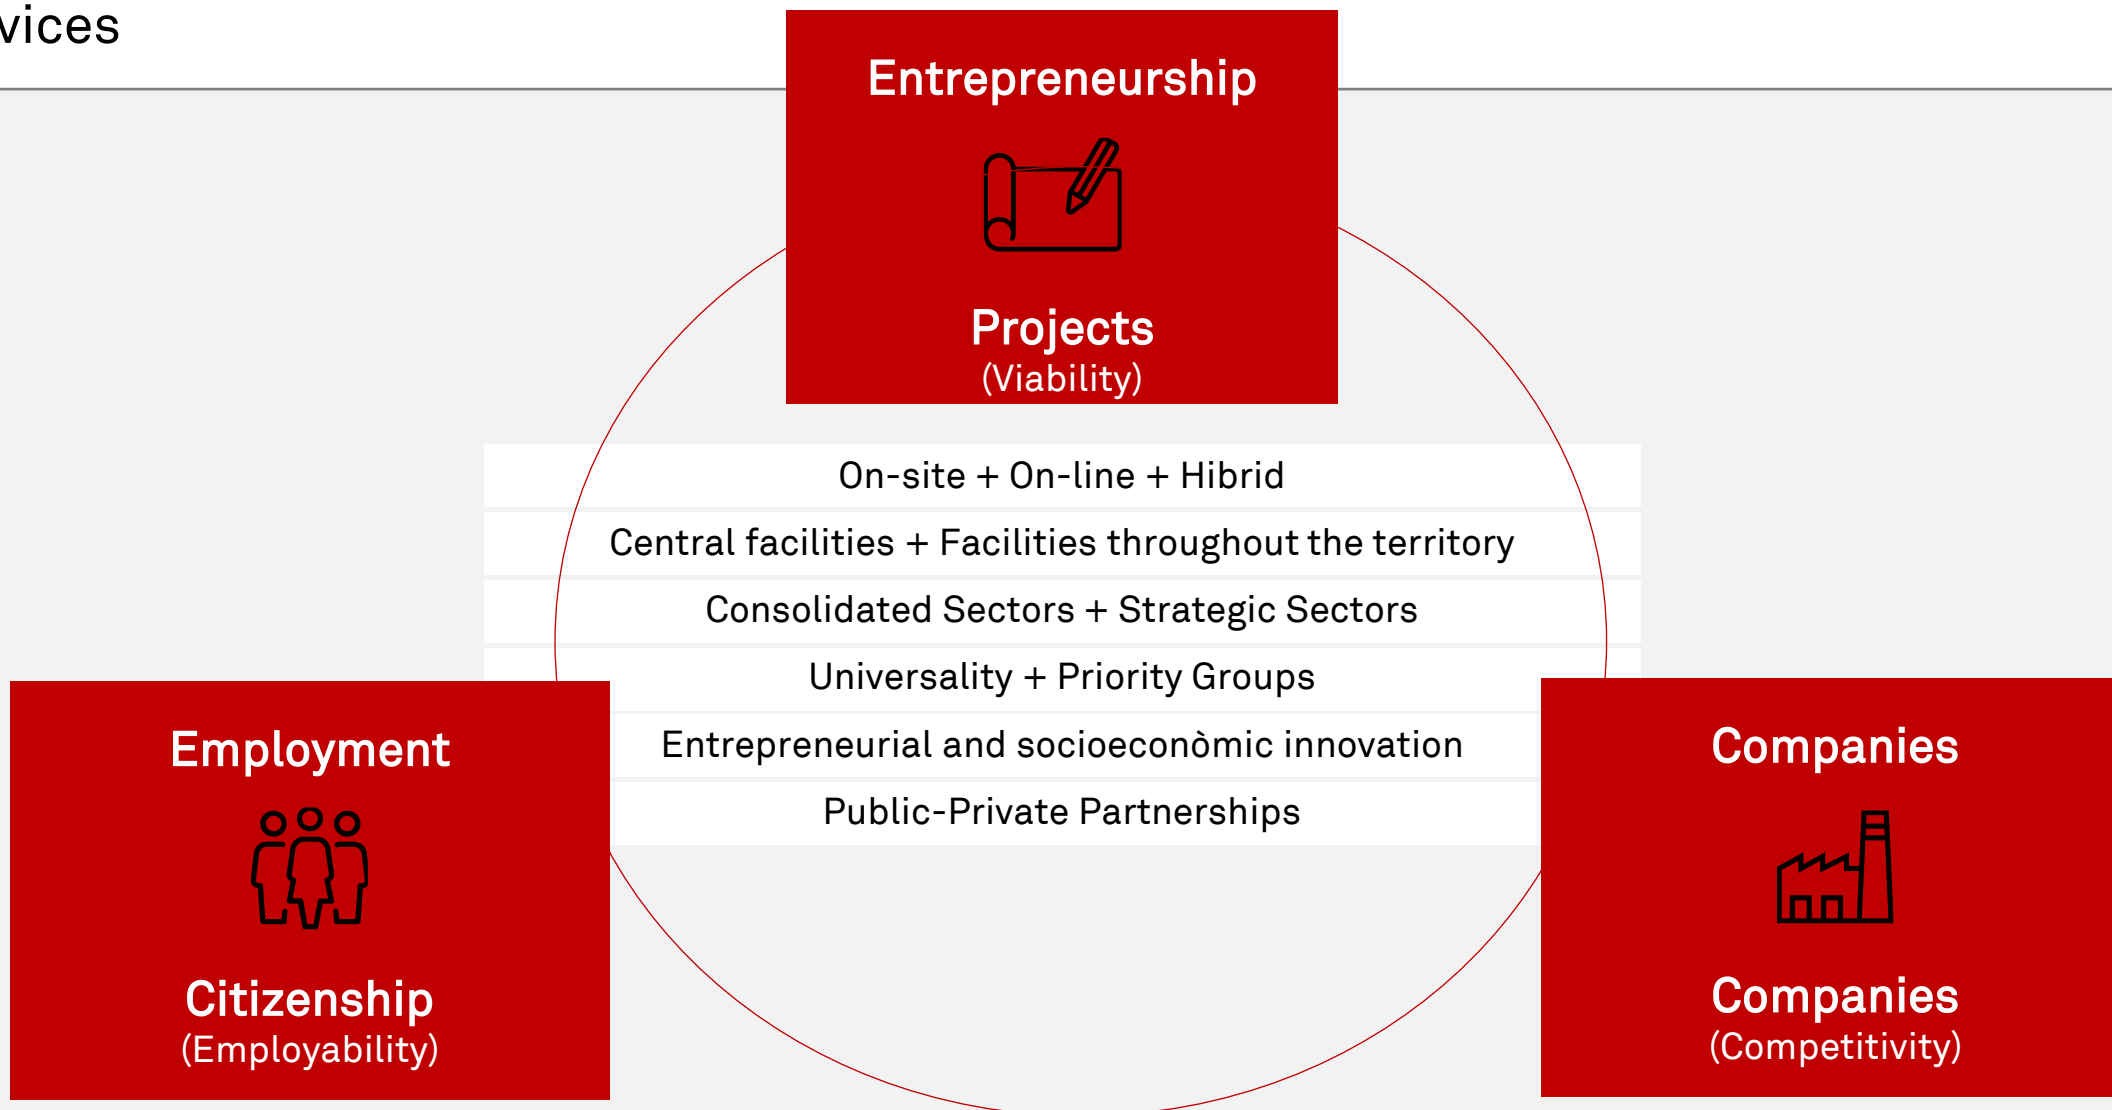 vices
Entrepreneurship
Projects
(Viability)
On-site + On-line + Hibrid
Central facilities + Facilities throughout the territory
Consolidated Sectors + Strategic Sectors
Universality + Priority Groups
Entrepreneurial and socioeconòmic innovation
Public-Private Partnerships
Employment
Citizenship
(Employability)
Companies
Companies
(Competitivity)